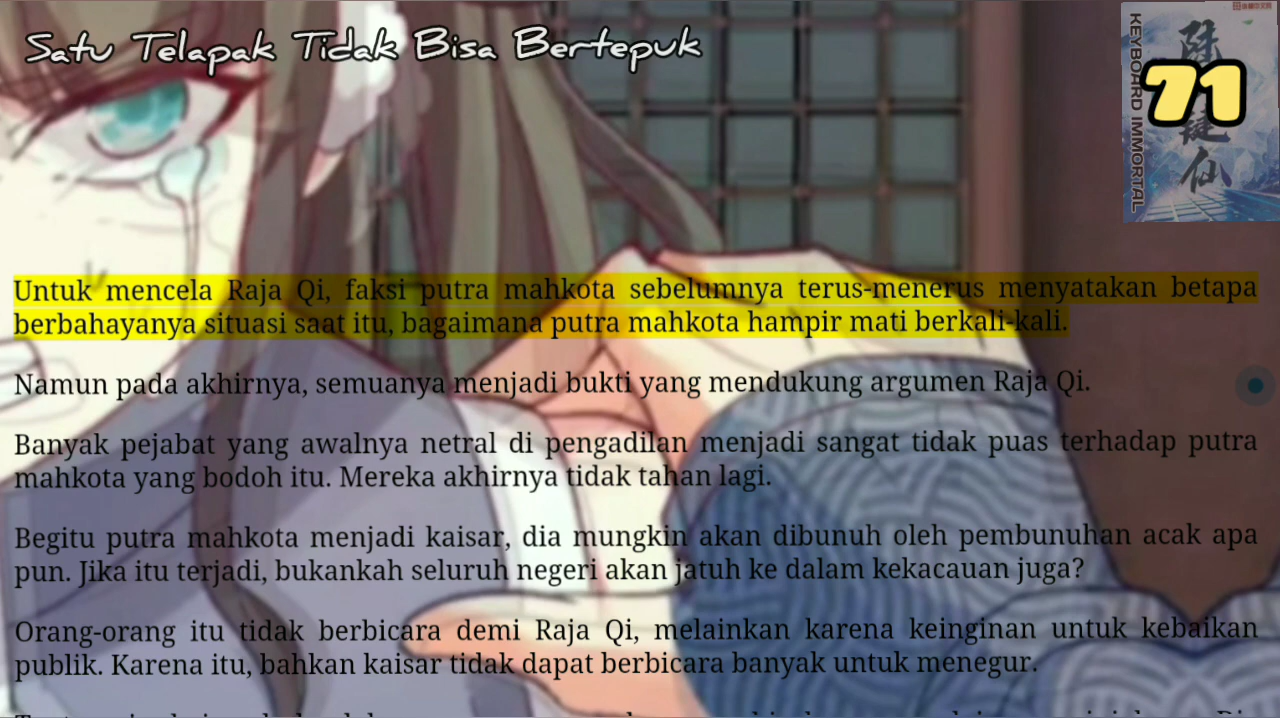 Satu Telapak Tidak Bisa Bertepuk
KEYBOARD IMMORTAL
71
Untuk mencela Raja Qi, faksi putra mahkota sebelumnya terus-menerus menyatakan betapa
berbahayanya situasi saat itu, bagaimana putra mahkota hampir mati berkali-kali.
Namun pada akhirnya, semuanya menjadi bukti yang mendukung argumen Raja Qi.
Banyak pejabat yang awalnya netral di pengadilan menjadi sangat tidak puas terhadap putra
mahkota yang bodoh itu. Mereka akhirnya tidak tahan lagi.
Begitu putra mahkota menjadi kaisar, dia mungkin akan dibunuh oleh pembunuhan acak apa
pun. Jika itu terjadi, bukankah seluruh negeri akan jatuh ke dalam kekacauan juga?
Orang-orang itu tidak berbicara demi Raja Qi, melainkan karena keinginan untuk kebaikan
publik. Karena itu, bahkan kaisar tidak dapat berbicara banyak untuk menegur.